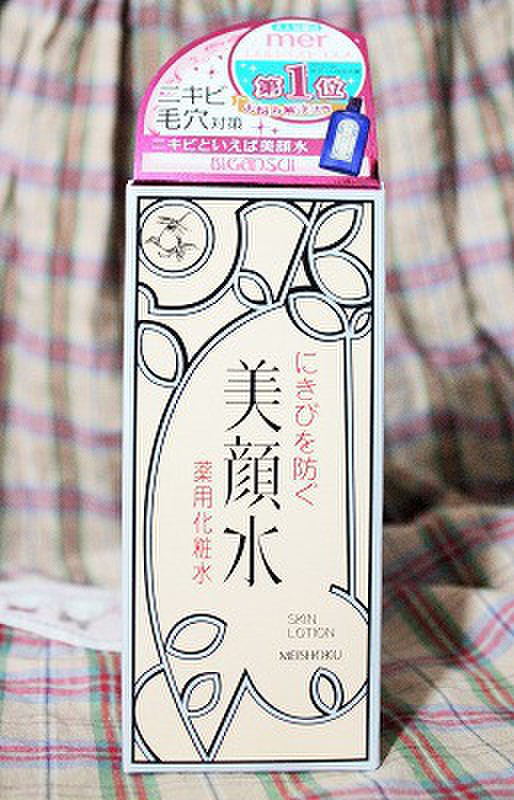 mer
第1位
ニキビ
毛穴対策
ニキビといえば美顔水
BIGANSUI
にきびを防ぐ
美顔水
薬用化粧水
SKIN
LOTION
MEISHOKU